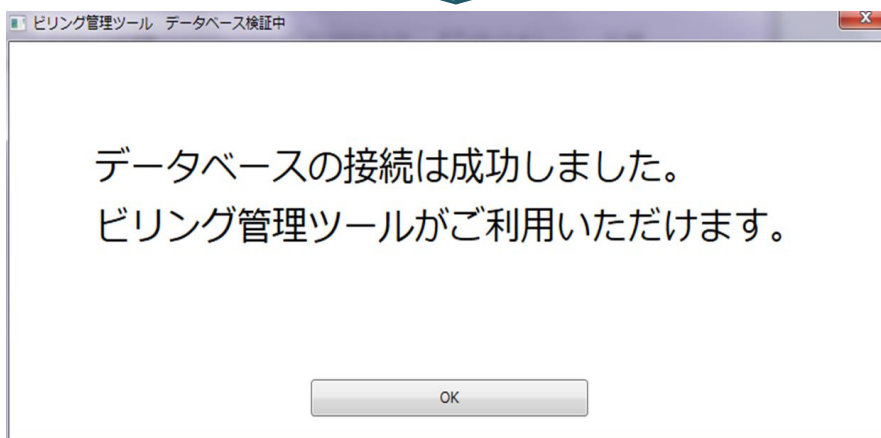 ビリング管理ツール データベース検証中
データベースの接続は成功しました。
ビリング管理ツールがご利用いただけます。
OK